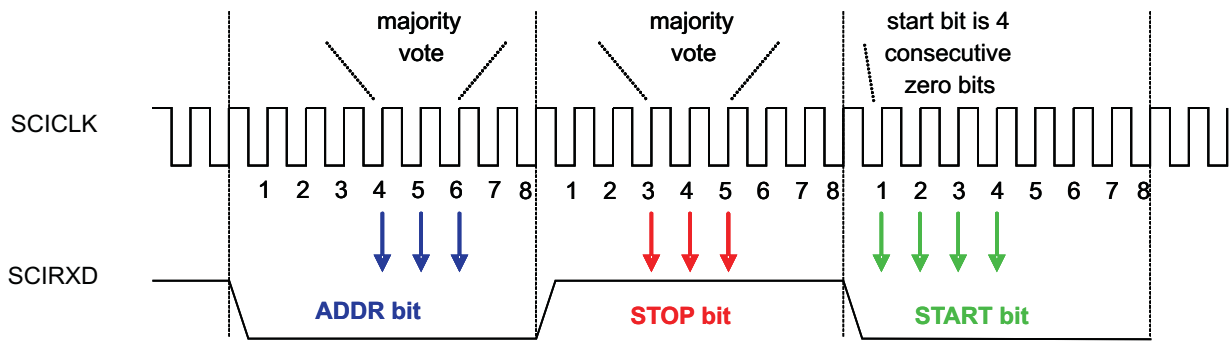 majority
vote
majority
vote
start bit is 4
consecutive
zero bits
SCICLK
1 2 3 4 5 6 7 8 1 2 3 4 5 6 7 8 1 2 3 4 5 6 7 8
SCIRXD
ADDR bit STOP bit START bit